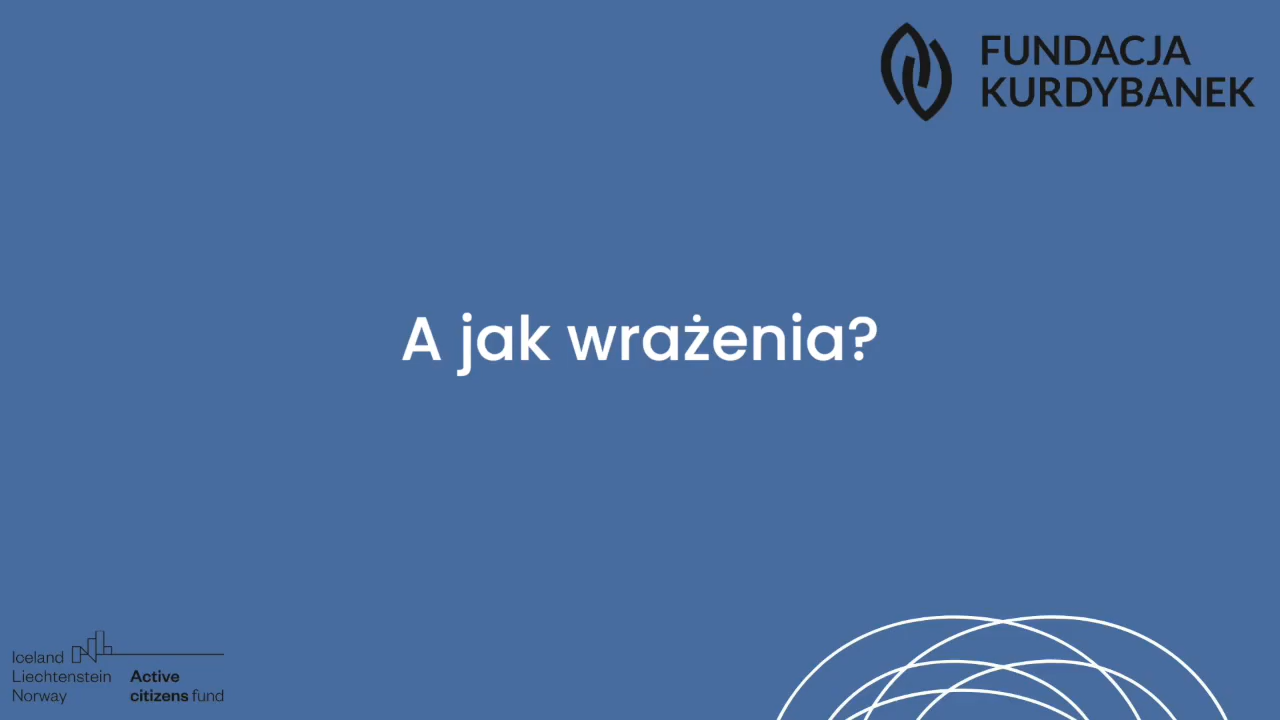 FUNDACJA
KURDYBANEK
A jak wrażenia?
Iceland
Liechtenstein
Norway
Active
citizens fund